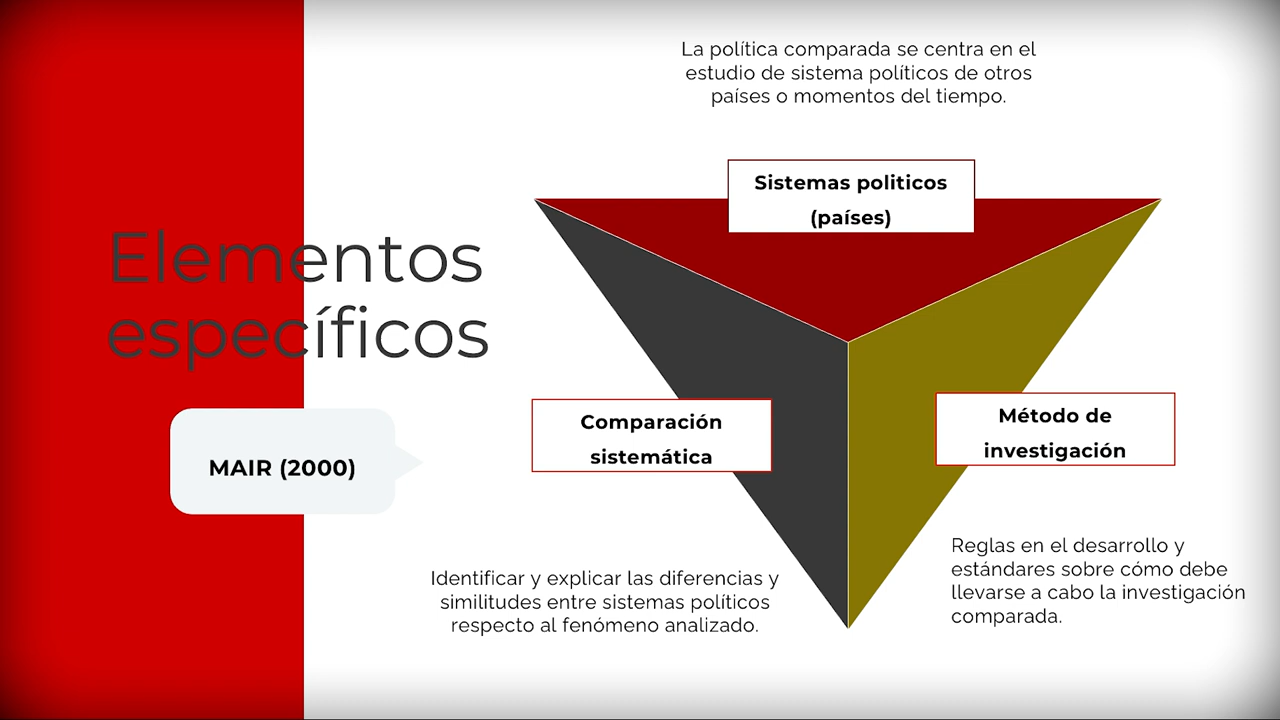 La política comparada se centra en el
estudio de sistema políticos de otros
países o momentos del tiempo.
Sistemas politicos
(países)
Elementos
específicos
MAIR (2000)
Comparación
sistemática
Método de
investigación
Identificar y explicar las diferencias y
similitudes entre sistemas políticos
respecto al fenómeno analizado.
Reglas en el desarrollo y
estándares sobre cómo debe
llevarse a cabo la investigación
comparada.